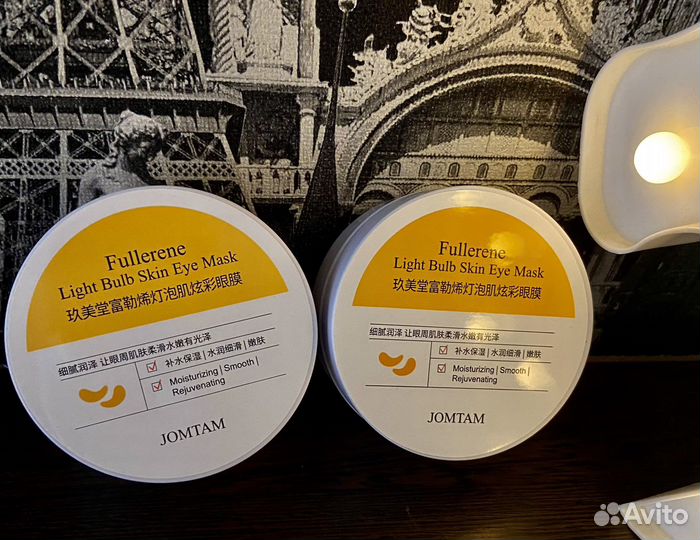 Fullerene
Light Bulb Skin Eye Mask
玖美堂富勒烯灯泡肌炫彩眼膜
细腻润泽 让眼周肌肤柔滑水嫩有光泽
补水保湿 | 水润细滑 | 嫩肤
Moisturizing | Smooth |
Rejuvenating
JOMTAM
Fullerene
Light Bulb Skin Eye Mask
玖美堂富勒烯灯泡肌炫彩眼膜
细腻润泽 让眼周肌肤柔滑水嫩有光泽
补水保湿 | 水润细滑 | 嫩肤
Moisturizing | Smooth |
Rejuvenating
JOMTAM
Avito